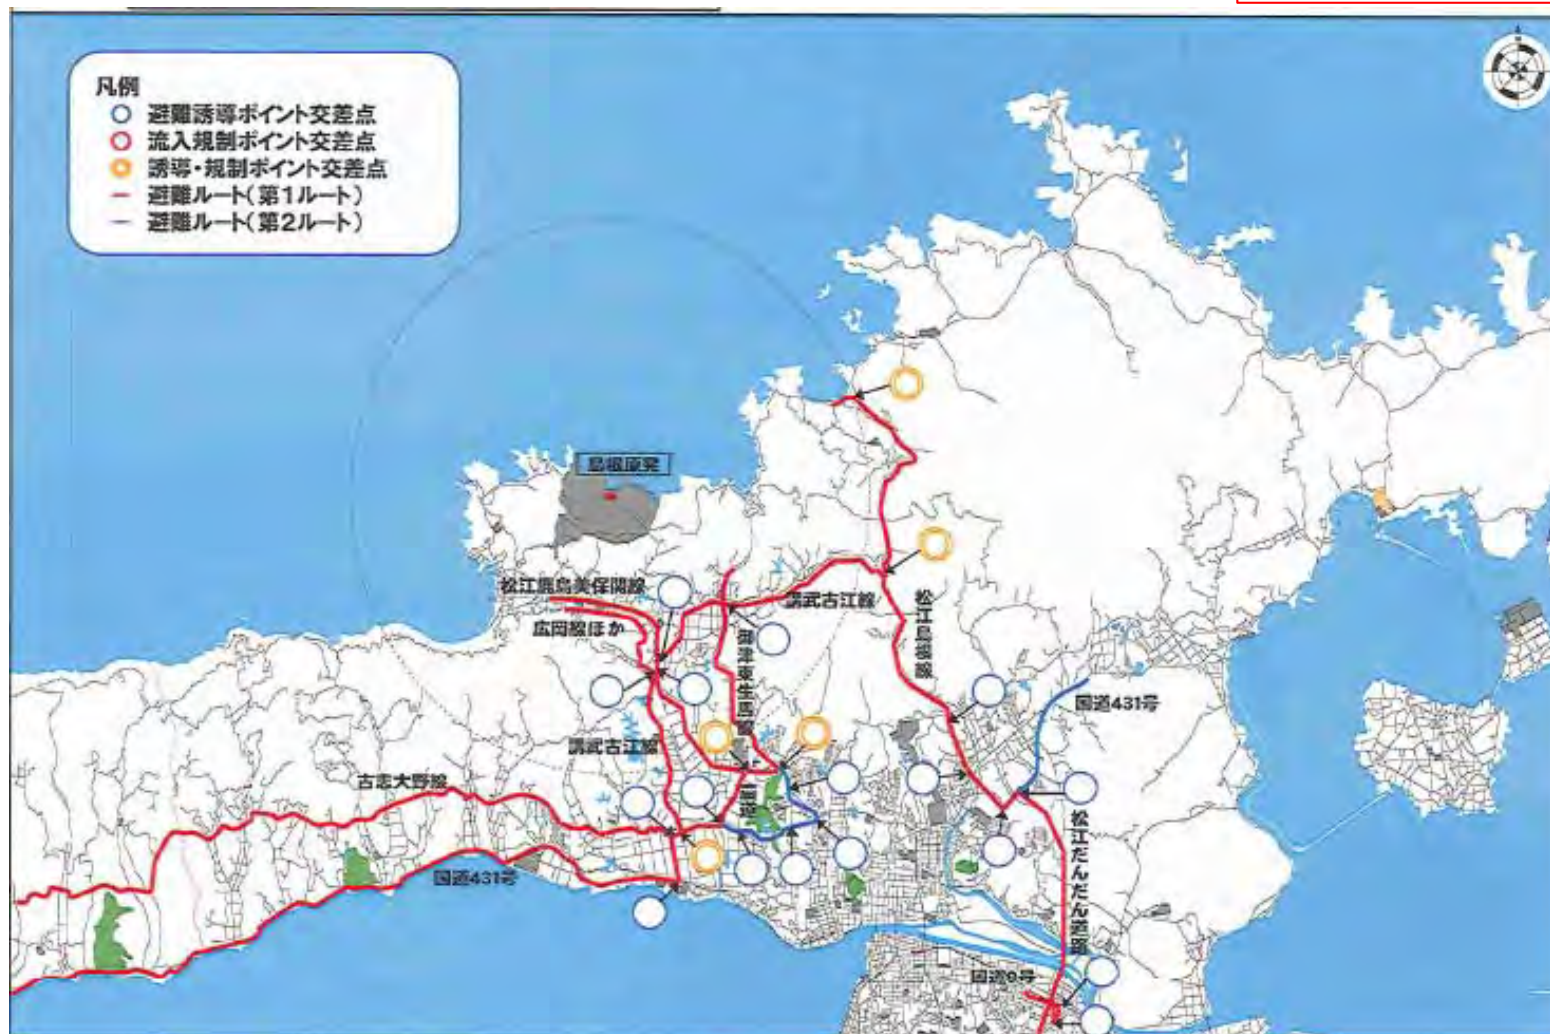 凡例
避難誘導ポイント交差点
流入規制ポイント交差点
誘導・規制ポイント交差点
避難ルート(第1ルート)
避難ルート(第2ルート)
島根原発
松江鹿島美保関線
講武古江線
広岡線ほか
松江島根線
御津東生馬線
国道431号
講武古江線
古志大野線
国道431号
松江だんだん道路
国道9号